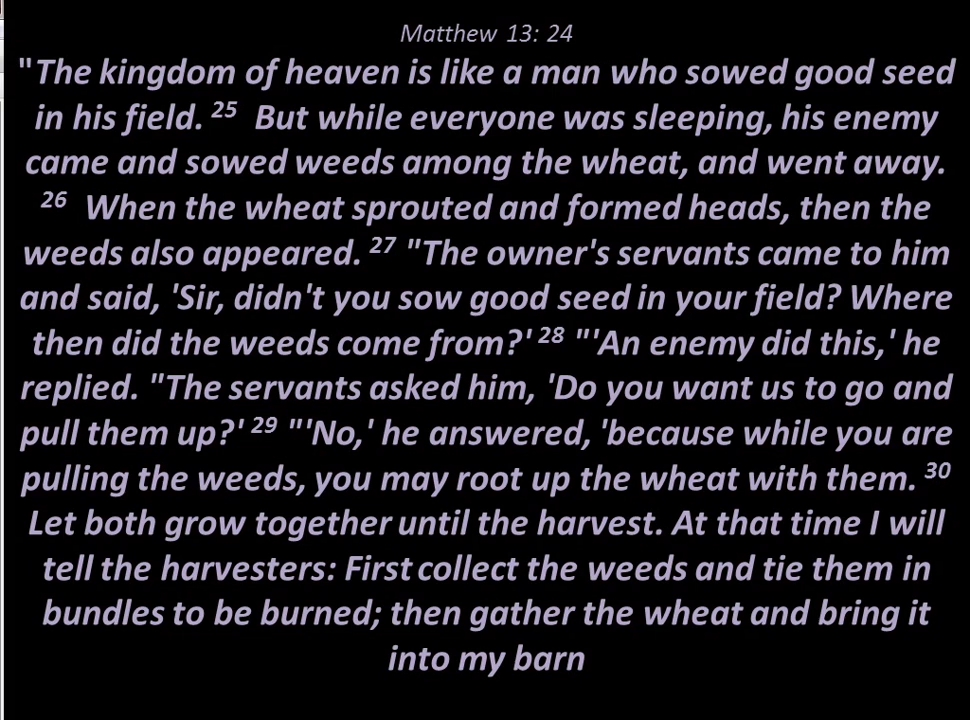 Matthew 13: 24
"The kingdom of heaven is like a man who sowed good seed
in his field. 25 But while everyone was sleeping, his enemy
came and sowed weeds among the wheat, and went away.
26 When the wheat sprouted and formed heads, then the
weeds also appeared. 27 "The owner's servants came to him
and said, 'Sir, didn't you sow good seed in your field? Where
then did the weeds come from?' 28 "'An enemy did this,' he
replied. "The servants asked him, 'Do you want us to go and
pull them up?' 29 "'No,' he answered, 'because while you are
pulling the weeds, you may root up the wheat with them. 30
Let both grow together until the harvest. At that time I will
tell the harvesters: First collect the weeds and tie them in
bundles to be burned; then gather the wheat and bring it
into my barn